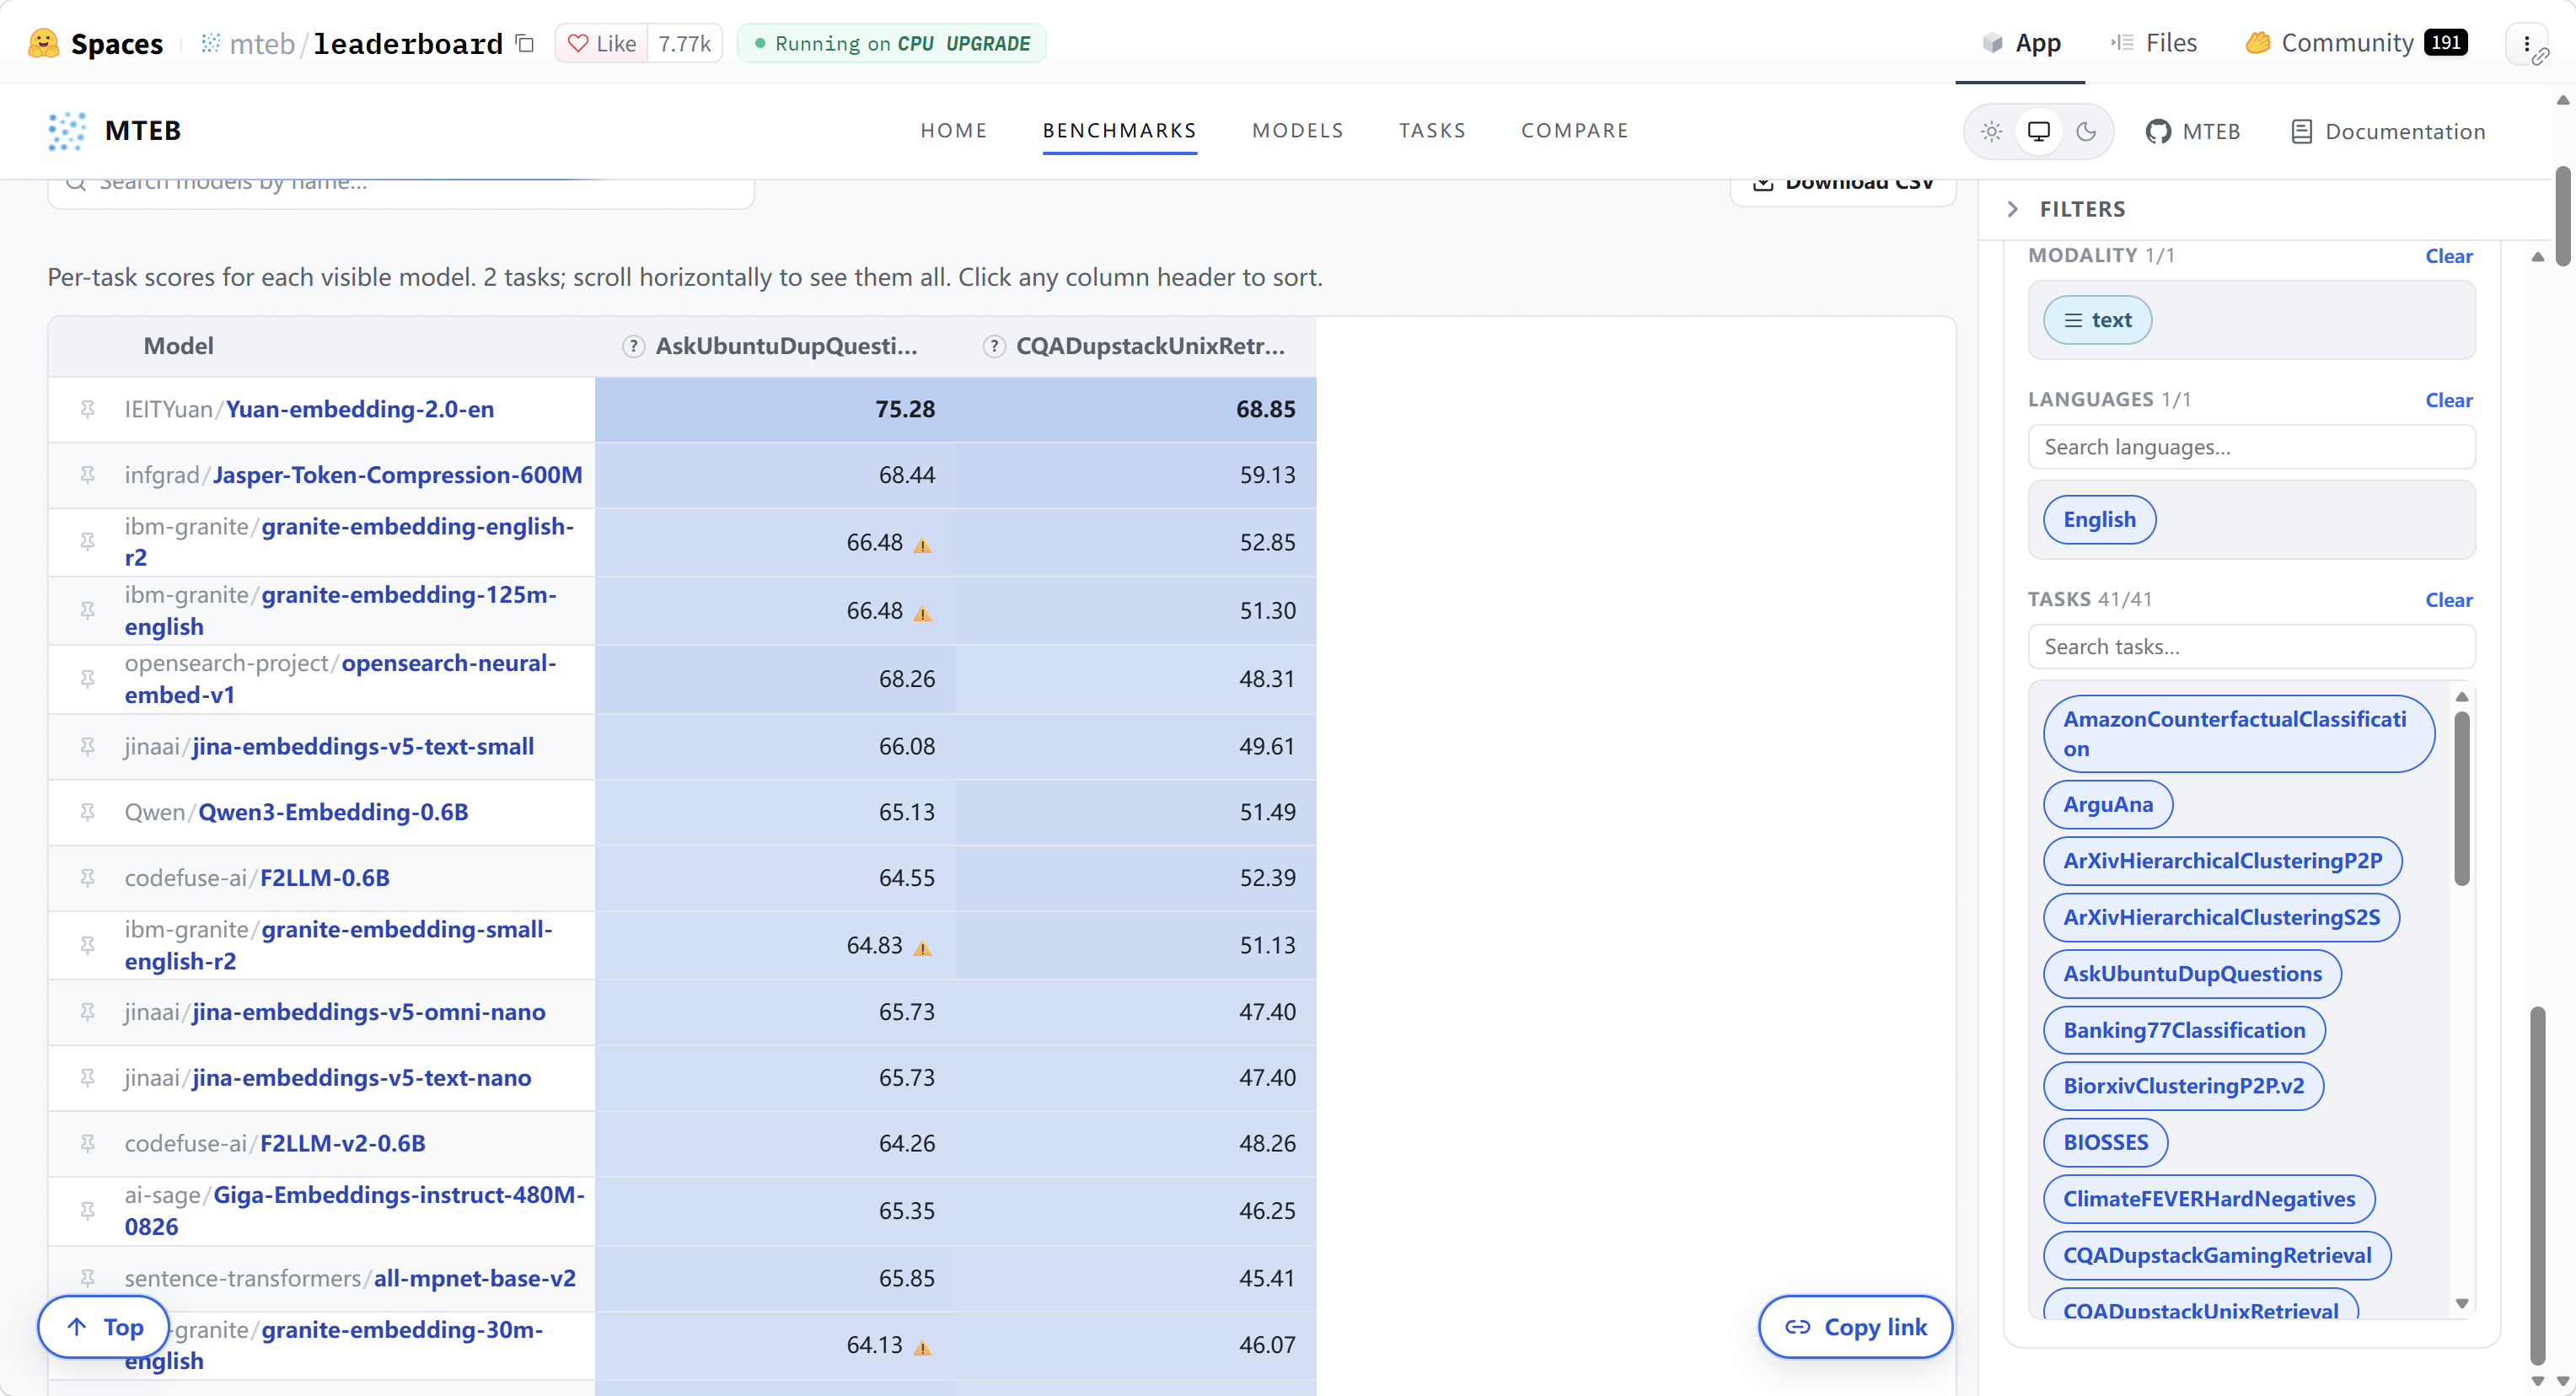 Spaces
mteb/leaderboard
Like 7.77k
Running on CPU UPGRADE
App
Files
Community 191
MTEB
HOME
BENCHMARKS
MODELS
TASKS
COMPARE
MTEB
Documentation
Search models by name...
Download CSV
Per-task scores for each visible model. 2 tasks; scroll horizontally to see them all. Click any column header to sort.
Model ? AskUbuntuDupQuesti... ? CQADupstackUnixRetr...
IEITYuan/Yuan-embedding-2.0-en 75.28 68.85
infgrad/Jasper-Token-Compression-600M 68.44 59.13
ibm-granite/granite-embedding-english-
r2 66.48 52.85
ibm-granite/granite-embedding-125m-
english 66.48 51.30
opensearch-project/opensearch-neural-
embed-v1 68.26 48.31
jinaai/jina-embeddings-v5-text-small 66.08 49.61
Qwen/Qwen3-Embedding-0.6B 65.13 51.49
codefuse-ai/F2LLM-0.6B 64.55 52.39
ibm-granite/granite-embedding-small-
english-r2 64.83 51.13
jinaai/jina-embeddings-v5-omni-nano 65.73 47.40
jinaai/jina-embeddings-v5-text-nano 65.73 47.40
codefuse-ai/F2LLM-v2-0.6B 64.26 48.26
ai-sage/Giga-Embeddings-instruct-480M-
0826 65.35 46.25
sentence-transformers/all-mpnet-base-v2 65.85 45.41
-granite/granite-embedding-30m-
english 64.13 46.07
Top
Copy link
FILTERS
MODALITY 1/1 Clear
text
LANGUAGES 1/1 Clear
Search languages...
English
TASKS 41/41 Clear
Search tasks...
AmazonCounterfactualClassificati
on
ArguAna
ArXivHierarchicalClusteringP2P
ArXivHierarchicalClusteringS2S
AskUbuntuDupQuestions
Banking77Classification
BiorxivClusteringP2P.v2
BIOSSES
ClimateFEVERHardNegatives
CQADupstackGamingRetrieval
CQADupstackUnixRetrieval